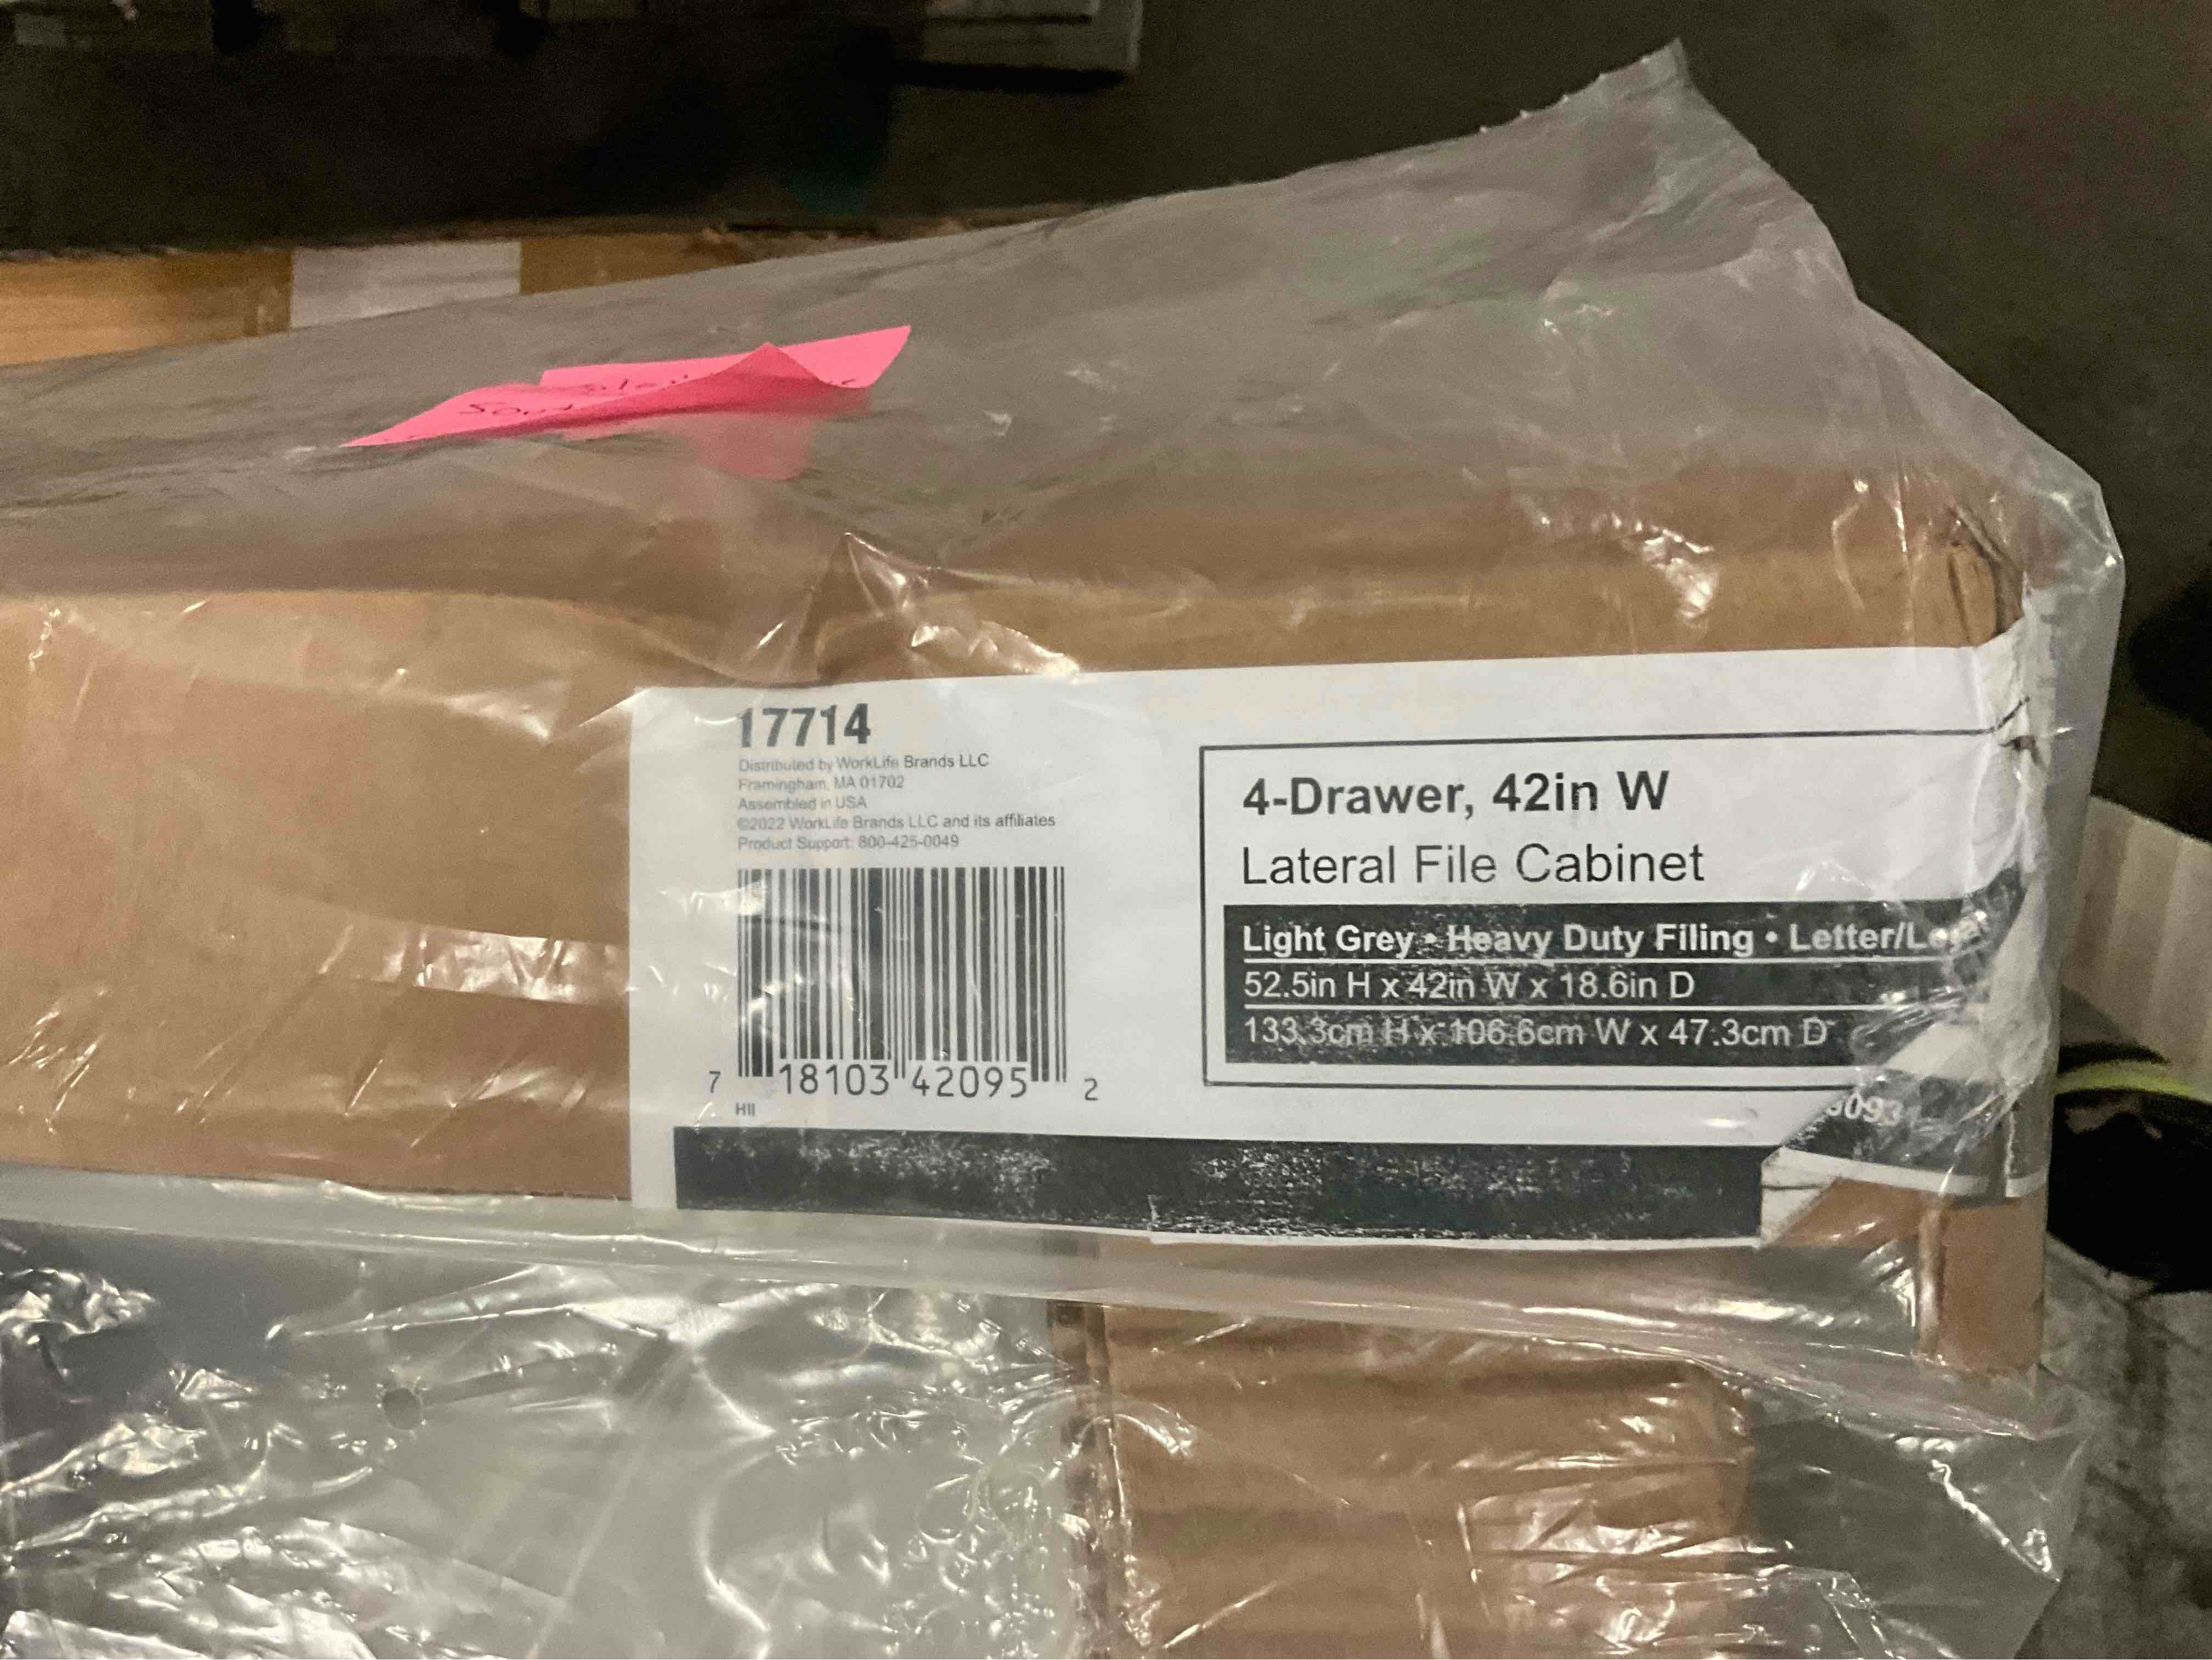 17714
Distributed by WorkLife Brands LLC
Framingham, MA 01702
Assembled in USA
©2022 WorkLife Brands LLC and its affiliates
Product Support: 800-425-0049
7 18103 42095 2
HII
4-Drawer, 42in W
Lateral File Cabinet
Light Grey • Heavy Duty Filing • Letter/Legal
52.5in H x 42in W x 18.6in D
133.3cm H x 106.6cm W x 47.3cm D